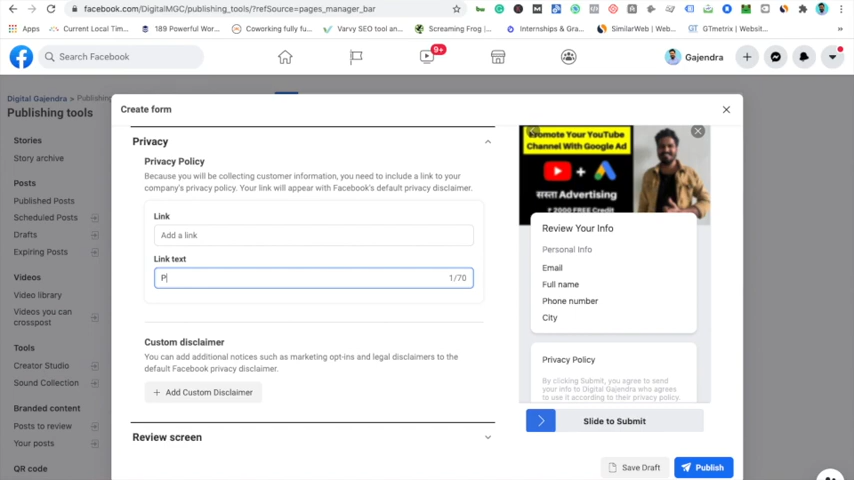 facebook.com/DigitalMGC/publishing_tools/?refSource=pages_manager_bar
Apps
Current Local Tim...
189 Powerful Wor...
Coworking fully fu...
Varvy SEO tool an...
Screaming Frog,...
Internships & Gra...
SimilarWeb | Web...
GTmetrix | Websit...
Search Facebook
9+
Gajendra
Digital Gajendra > Publishing
Publishing tools
Stories
Story archive
Posts
Published Posts
Scheduled Posts
Drafts
Expiring Posts
Videos
Video library
Videos you can
crosspost
Tools
Creator Studio
Sound Collection
Branded content
Posts to review
Your posts
QR code
Create form
Privacy
Privacy Policy
Because you will be collecting customer information, you need to include a link to your
company's privacy policy. Your link will appear with Facebook's default privacy disclaimer.
Link
Add a link
Link text
P 1/70
Custom disclaimer
You can add additional notices such as marketing opt-ins and legal disclaimers to the
default Facebook privacy disclaimer.
+ Add Custom Disclaimer
Review screen
Promote Your YouTube
Channel With Google Ad
सस्ता Advertising
₹ 2000 FREE Credit
Review Your Info
Personal Info
Email
Full name
Phone number
City
Privacy Policy
By clicking Submit, you agree to send
your info to Digital Gajendra who agrees
to use it according to their privacy policy.
Slide to Submit
Save Draft
Publish